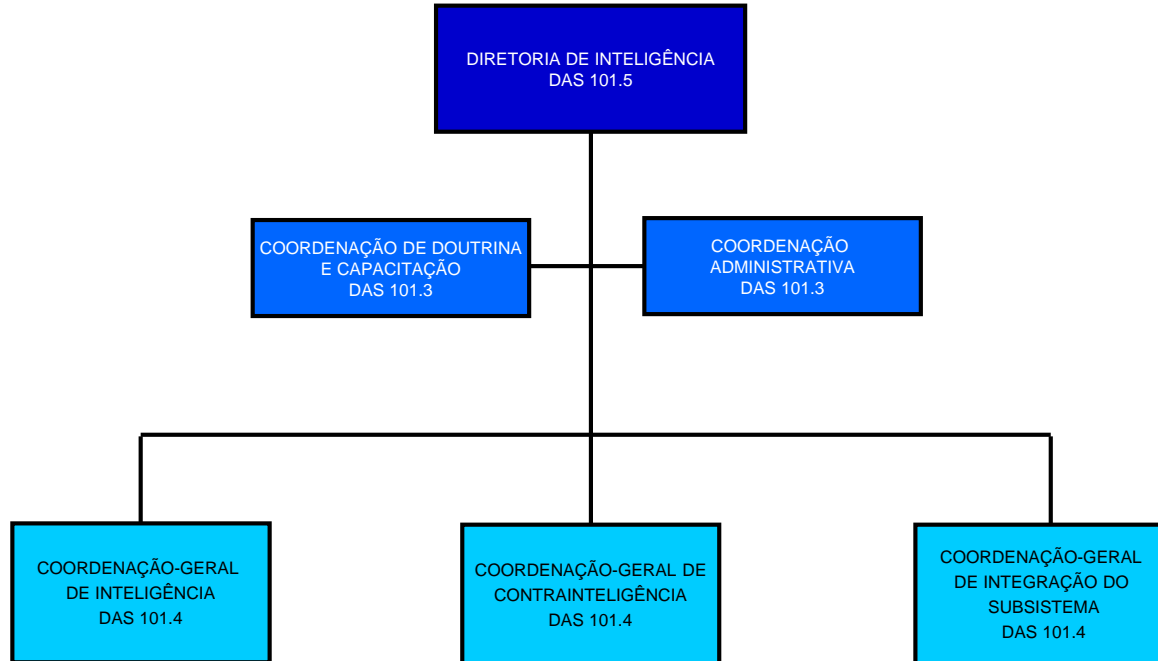 DIRETORIA DE INTELIGÊNCIA
DAS 101.5
COORDENAÇÃO DE DOUTRINA
E CAPACITAÇÃO
DAS 101.3
COORDENAÇÃO
ADMINISTRATIVA
DAS 101.3
COORDENAÇÃO-GERAL
DE INTELIGÊNCIA
DAS 101.4
COORDENAÇÃO-GERAL DE
CONTRAINTELIGÊNCIA
DAS 101.4
COORDENAÇÃO-GERAL
DE INTEGRAÇÃO DO
SUBSISTEMA
DAS 101.4